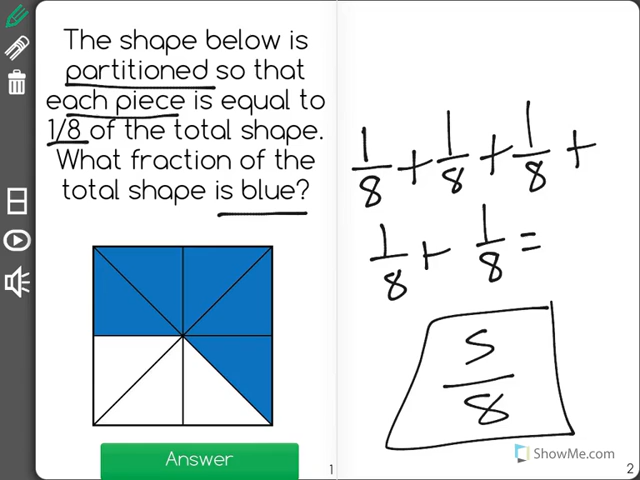 The shape below is
partitioned so that
each piece is equal to
1/8 of the total shape.
What fraction of the
total shape is blue?
Answer
1
1/8 + 1/8 + 1/8 +
1/8 + 1/8 =
5/8
ShowMe.com
2